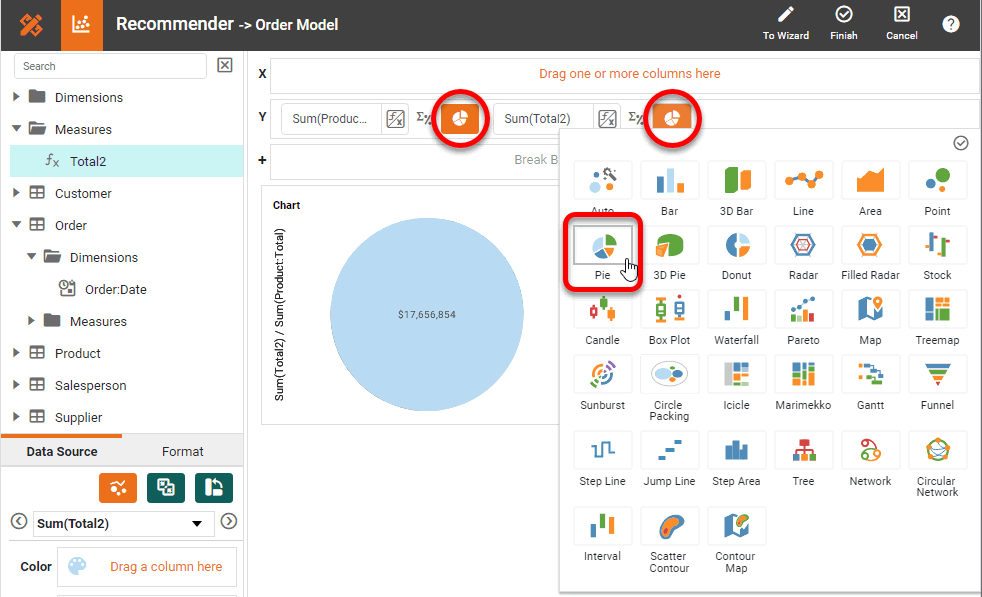 Recommender -> Order Model
To Wizard
Finish
Cancel
?
Search
Dimensions
Measures
fx Total2
Customer
Order
Dimensions
Order:Date
Measures
Product
Salesperson
Supplier
Data Source
Format
Sum(Total2)
Color
Drag a column here
X
Drag one or more columns here
Y
Sum(Produc...
Sum(Total2)
+
Break B
Chart
Sum(Total2) / Sum(Product:Total)
$17,656,854
Auto
Bar
3D Bar
Line
Area
Point
Pie
3D Pie
Donut
Radar
Filled Radar
Stock
Candle
Box Plot
Waterfall
Pareto
Map
Treemap
Sunburst
Circle
Packing
Icicle
Marimekko
Gantt
Funnel
Step Line
Jump Line
Step Area
Tree
Network
Circular
Network
Interval
Scatter
Contour
Contour
Map